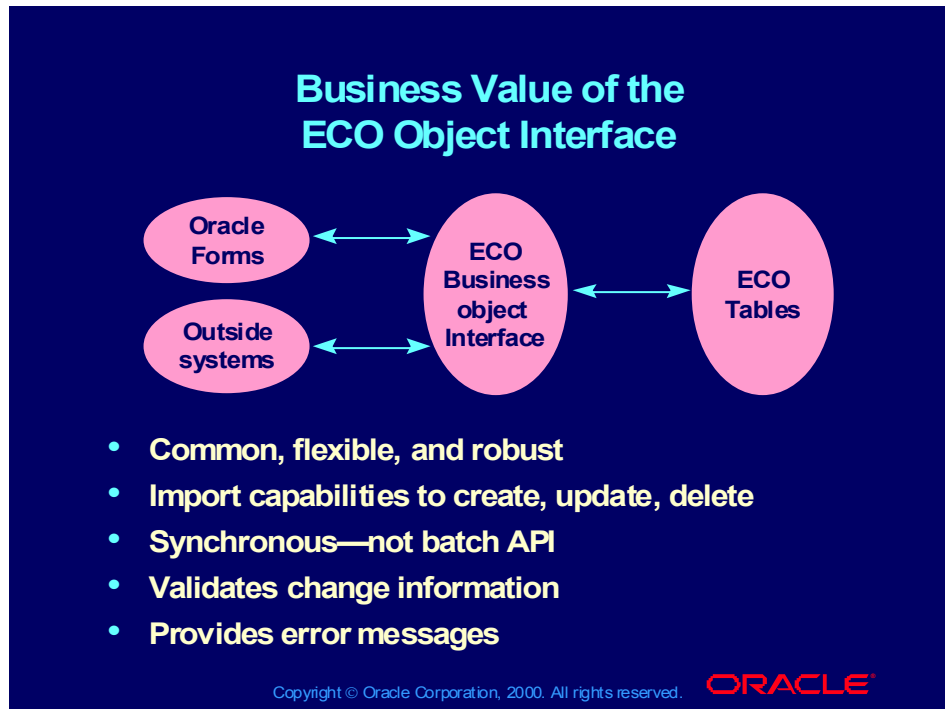 Business Value of the
ECO Object Interface
Oracle
Forms
Outside
systems
ECO
Business
object
Interface
ECO
Tables
• Common, flexible, and robust
• Import capabilities to create, update, delete
• Synchronous—not batch API
• Validates change information
• Provides error messages
Copyright © Oracle Corporation, 2000. All rights reserved.
ORACLE®